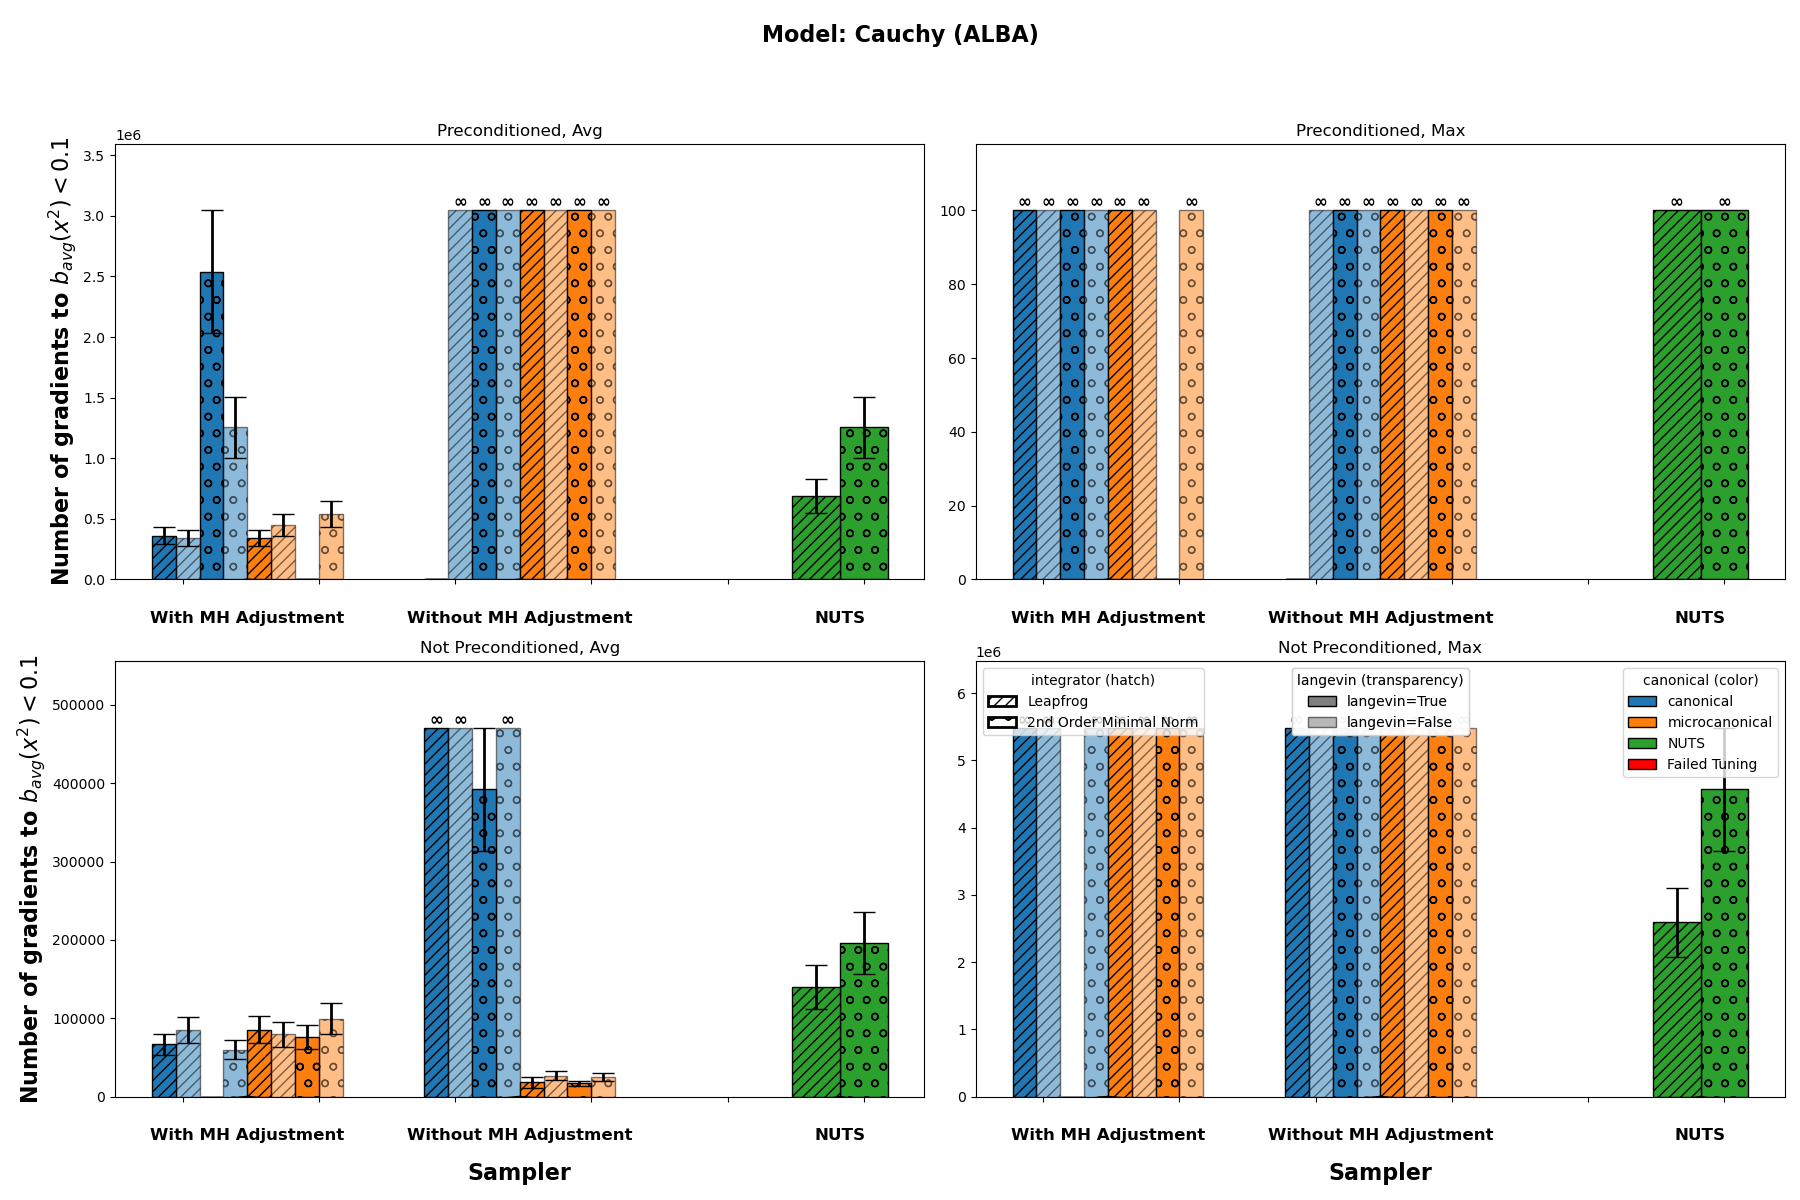 Model: Cauchy (ALBA)
Preconditioned, Avg
1e6
Number of gradients to b_avg(x^2) < 0.1
3.5
3.0
2.5
2.0
1.5
1.0
0.5
0.0
∞ ∞ ∞ ∞ ∞ ∞ ∞
With MH Adjustment
Without MH Adjustment
NUTS
Preconditioned, Max
100
80
60
40
20
0
∞ ∞ ∞ ∞ ∞ ∞ ∞
∞ ∞ ∞ ∞ ∞ ∞ ∞
∞ ∞
With MH Adjustment
Without MH Adjustment
NUTS
Not Preconditioned, Avg
Number of gradients to b_avg(x^2) < 0.1
500000
400000
300000
200000
100000
0
∞ ∞ ∞
With MH Adjustment
Without MH Adjustment
NUTS
Sampler
Not Preconditioned, Max
1e6
6
5
4
3
2
1
0
integrator (hatch)
Leapfrog
2nd Order Minimal Norm
langevin (transparency)
langevin=True
langevin=False
canonical (color)
canonical
microcanonical
NUTS
Failed Tuning
With MH Adjustment
Without MH Adjustment
NUTS
Sampler